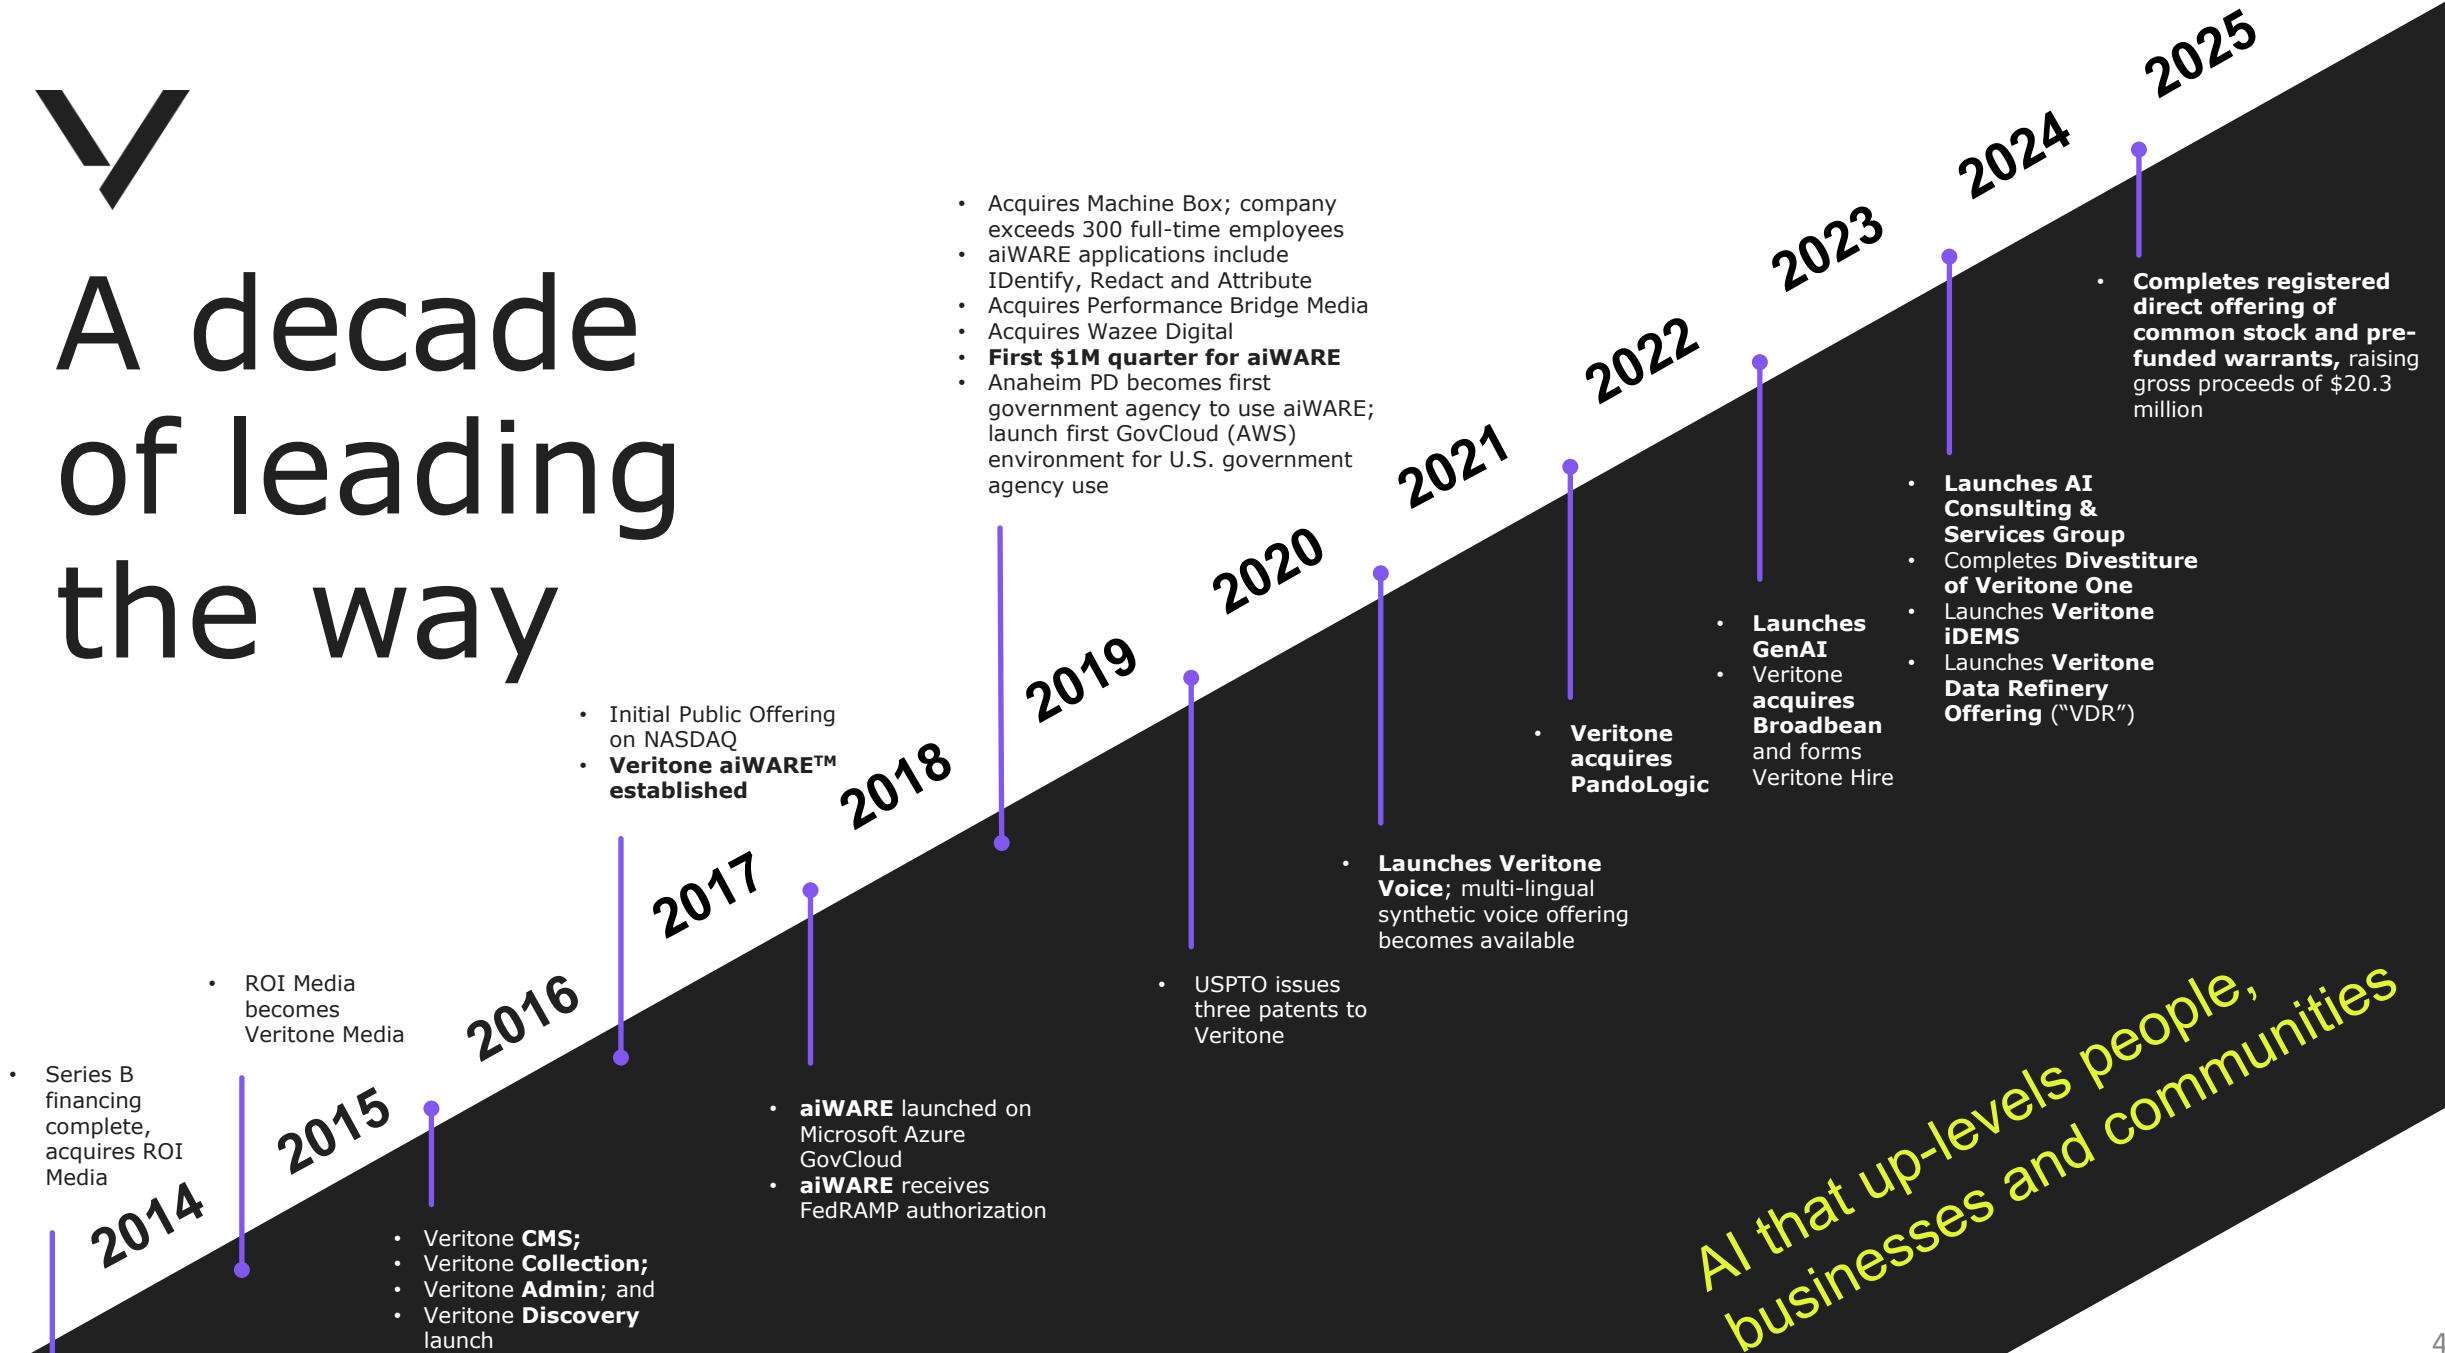 A decade
of leading
the way
2014
• Series B
financing
complete,
acquires ROI
Media
2015
• ROI Media
becomes
Veritone Media
2016
• Veritone CMS;
• Veritone Collection;
• Veritone Admin; and
• Veritone Discovery
launch
2017
• Initial Public Offering
on NASDAQ
• Veritone aiWARE™
established
2018
• aiWARE launched on
Microsoft Azure
GovCloud
• aiWARE receives
FedRAMP authorization
2019
• Acquires Machine Box; company
exceeds 300 full-time employees
• aiWARE applications include
IDentify, Redact and Attribute
• Acquires Performance Bridge Media
• Acquires Wazee Digital
• First $1M quarter for aiWARE
• Anaheim PD becomes first
government agency to use aiWARE;
launch first GovCloud (AWS)
environment for U.S. government
agency use
2020
• USPTO issues
three patents to
Veritone
2021
• Launches Veritone
Voice; multi-lingual
synthetic voice offering
becomes available
2022
• Veritone
acquires
PandoLogic
2023
• Launches
GenAI
• Veritone
acquires
Broadbean
and forms
Veritone Hire
2024
• Launches AI
Consulting &
Services Group
• Completes Divestiture
of Veritone One
• Launches Veritone
iDEMS
• Launches Veritone
Data Refinery
Offering (“VDR”)
2025
• Completes registered
direct offering of
common stock and pre-
funded warrants, raising
gross proceeds of $20.3
million
AI that up-levels people,
businesses and communities
4